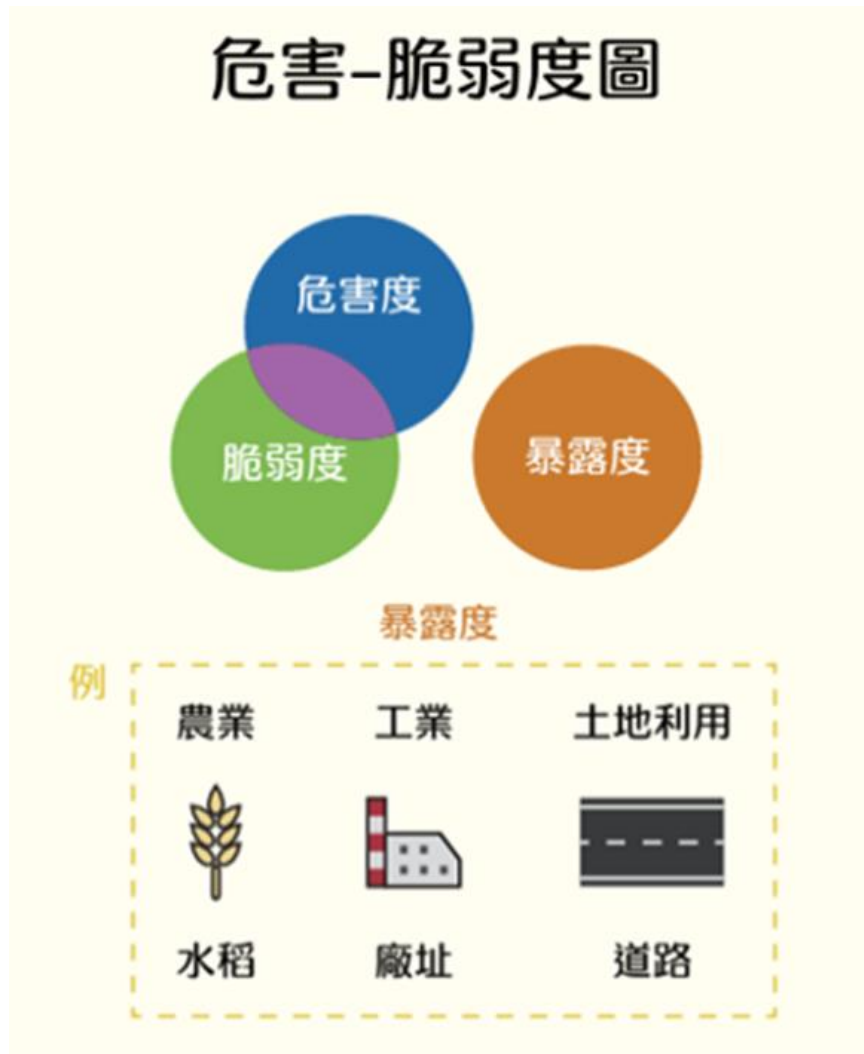 危害-脆弱度圖
危害度
脆弱度
暴露度
暴露度
例
農業 工業 土地利用
水稻 廠址 道路